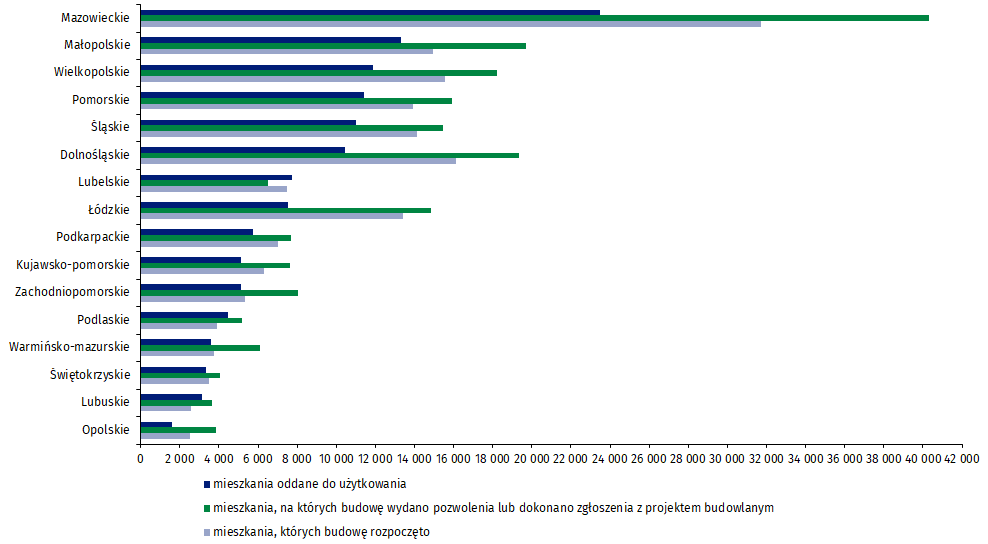 Mazowieckie
Małopolskie
Wielkopolskie
Pomorskie
Śląskie
Dolnośląskie
Lubelskie
Łódzkie
Podkarpackie
Kujawsko-pomorskie
Zachodniopomorskie
Podlaskie
Warmińsko-mazurskie
Świętokrzyskie
Lubuskie
Opolskie
0 2 000 4 000 6 000 8 000 10 000 12 000 14 000 16 000 18 000 20 000 22 000 24 000 26 000 28 000 30 000 32 000 34 000 36 000 38 000 40 000 42 000
mieszkania oddane do użytkowania
mieszkania, na których budowę wydano pozwolenia lub dokonano zgłoszenia z projektem budowlanym
mieszkania, których budowę rozpoczęto